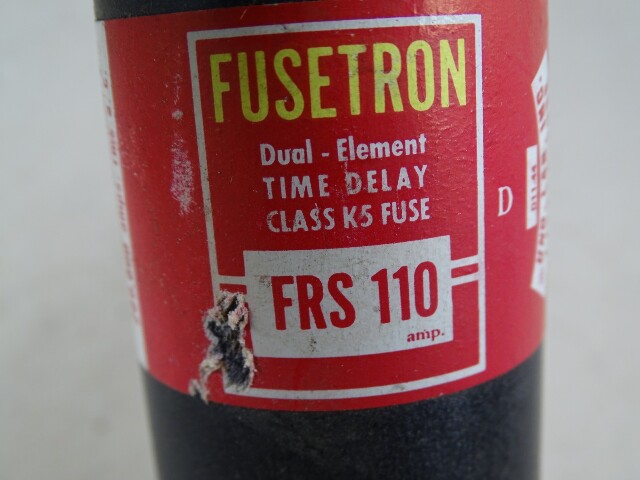 FUSETRON
Dual - Element
TIME DELAY
CLASS K5 FUSE
FRS 110
amp.
D